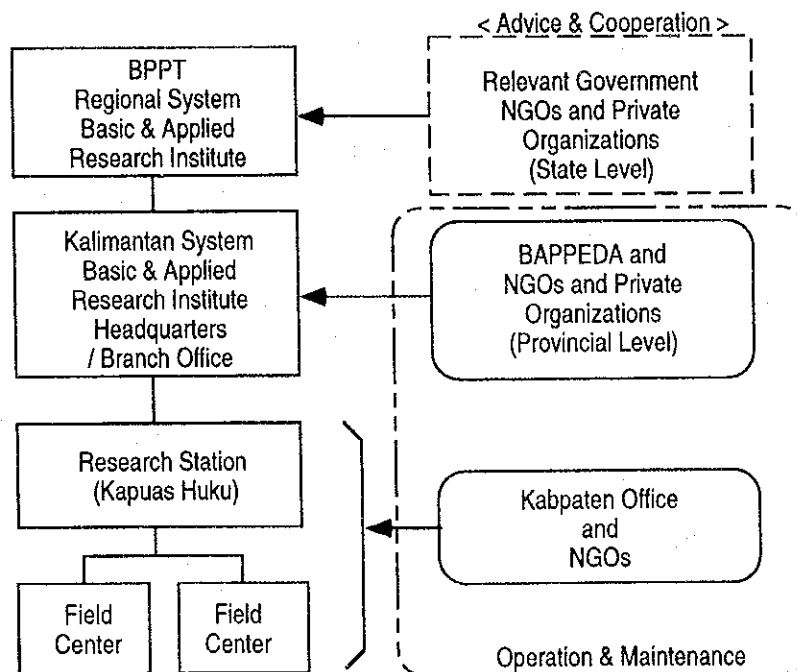 < Advice & Cooperation >
BPPT
Regional System
Basic & Applied
Research Institute
Relevant Government
NGOs and Private
Organizations
(State Level)
Kalimantan System
Basic & Applied
Research Institute
Headquarters
/ Branch Office
BAPPEDA and
NGOs and Private
Organizations
(Provincial Level)
Research Station
(Kapuas Huku)
Kabpaten Office
and
NGOs
Field
Center
Field
Center
Operation & Maintenance